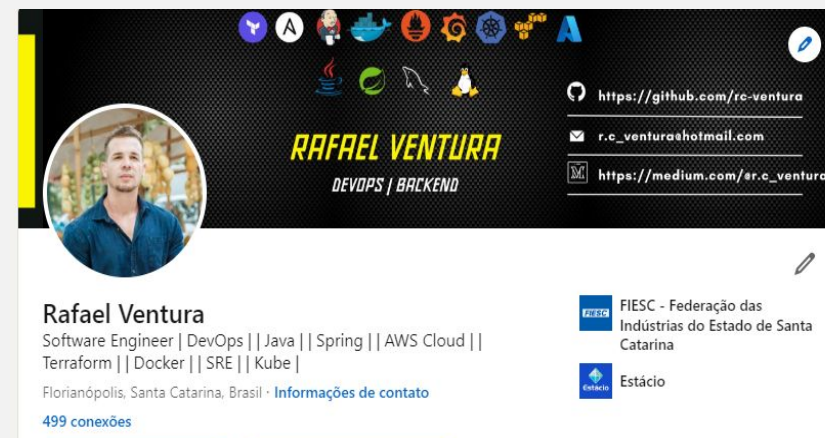 https://github.com/rc-ventura
RAFAEL VENTURA
r.c_ventura@hotmail.com
DEVOPS | BACKEND
https://medium.com/@r.c_ventura
Rafael Ventura
Software Engineer | DevOps | | Java | | Spring | | AWS Cloud | |
Terraform | | Docker | | SRE | | Kube |
Florianópolis, Santa Catarina, Brasil · Informações de contato
499 conexões
FIESC
FIESC - Federação das
Indústrias do Estado de Santa
Catarina
Estácio
Estácio